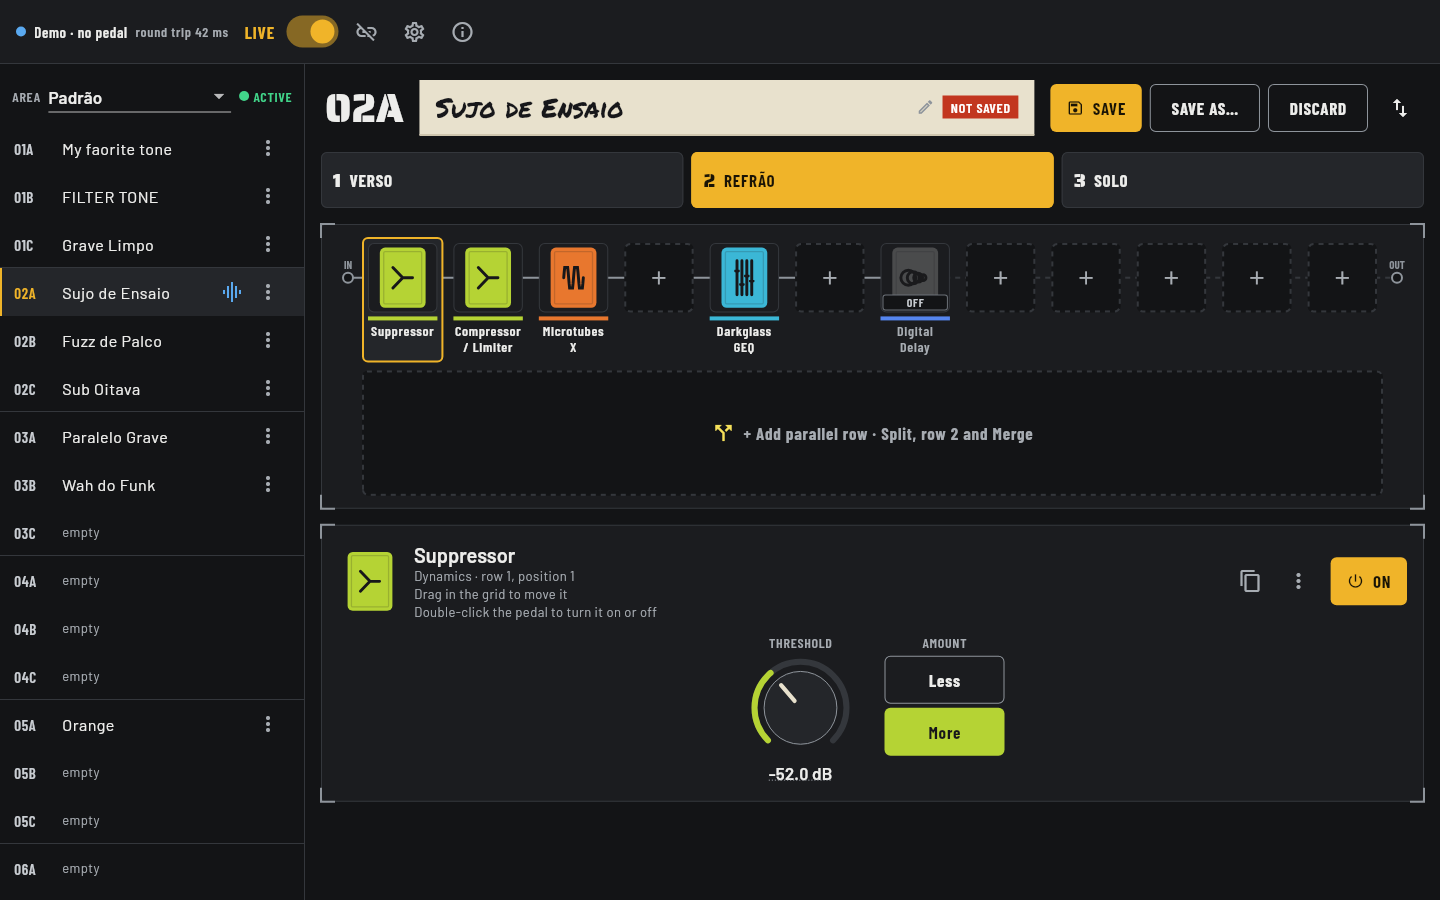 Demo · no pedal round trip 42 ms LIVE
AREA Padrão ACTIVE
01A My faorite tone
01B FILTER TONE
01C Grave Limpo
02A Sujo de Ensaio
02B Fuzz de Palco
02C Sub Oitava
03A Paralelo Grave
03B Wah do Funk
03C empty
04A empty
04B empty
04C empty
05A Orange
05B empty
05C empty
06A empty
02A Sujo de Ensaio NOT SAVED SAVE SAVE AS... DISCARD
1 VERSO 2 REFRÃO 3 SOLO
IN OUT
OFF
Suppressor
Compressor
/ Limiter
Microtubes
X
Darkglass
GEQ
Digital
Delay
+ Add parallel row · Split, row 2 and Merge
Suppressor
Dynamics · row 1, position 1
Drag in the grid to move it
Double-click the pedal to turn it on or off
ON
THRESHOLD
-52.0 dB
AMOUNT
Less
More